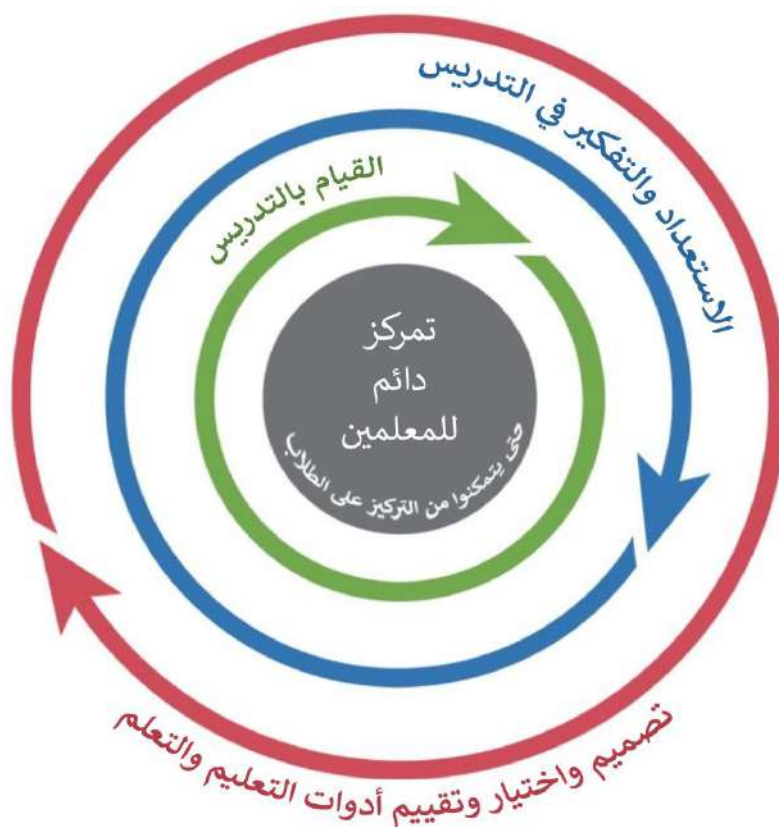 الاستعداد والتفكير في التدريس
القيام بالتدريس
تمركز
دائم
للمعلمين
حتى يتمكنوا من التركيز على الطلاب
تصميم واختيار وتقييم أدوات التعليم والتعلم